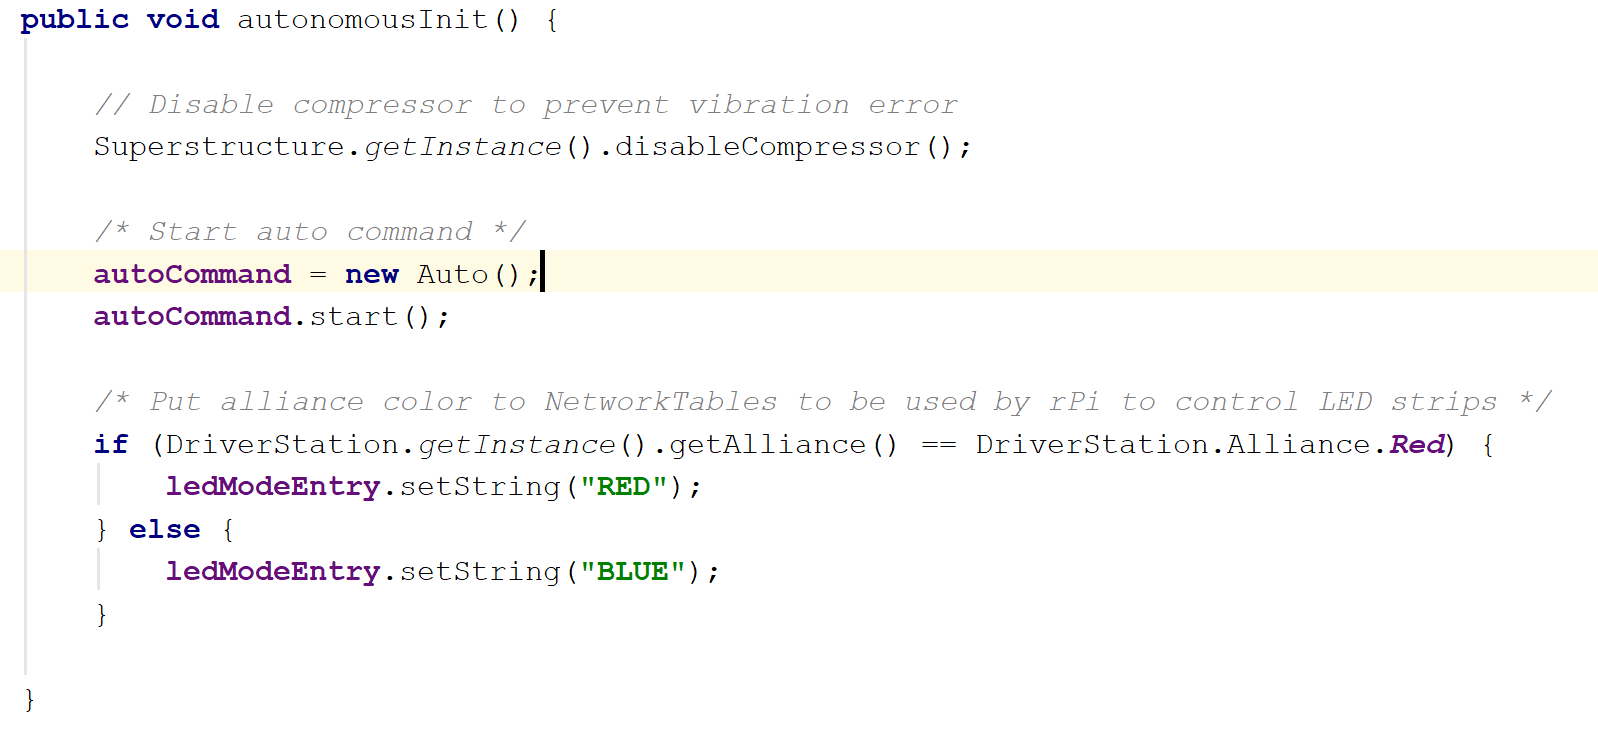 public void autonomousInit() {
// Disable compressor to prevent vibration error
Superstructure.getInstance().disableCompressor();
/* Start auto command */
autoCommand = new Auto();
autoCommand.start();
/* Put alliance color to NetworkTables to be used by rPi to control LED strips */
if (DriverStation.getInstance().getAlliance() == DriverStation.Alliance.Red) {
ledModeEntry.setString("RED");
} else {
ledModeEntry.setString("BLUE");
}
}